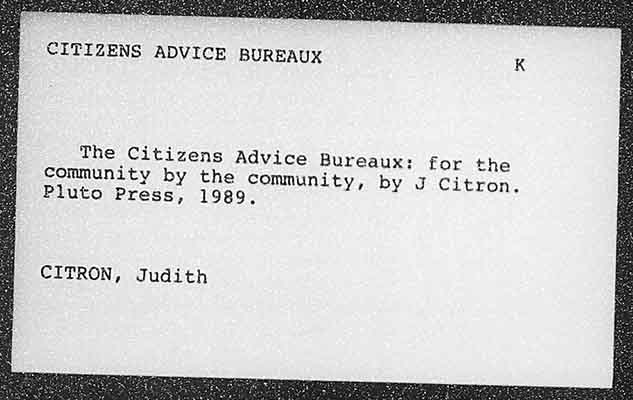 CITIZENS ADVICE BUREAUX
K
The Citizens Advice Bureaux: for the
community by the community, by J Citron.
Pluto Press, 1989.
CITRON, Judith